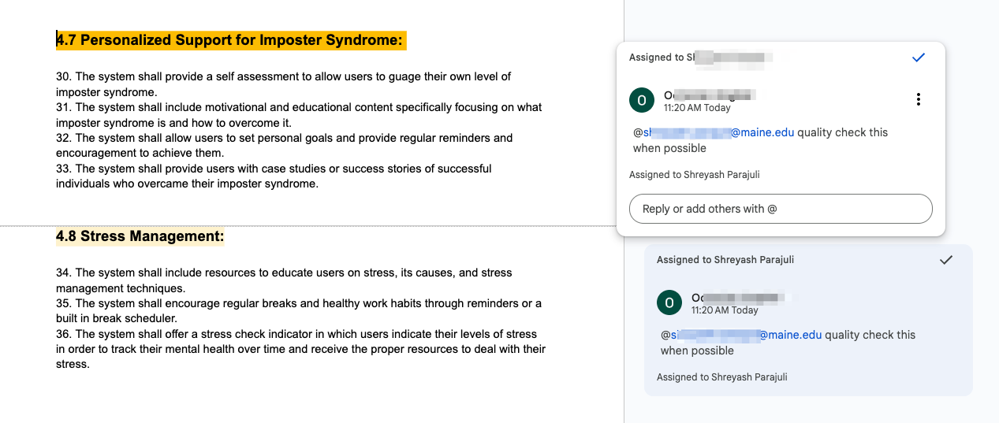 4.7 Personalized Support for Imposter Syndrome:
30. The system shall provide a self assessment to allow users to guage their own level of
imposter syndrome.
31. The system shall include motivational and educational content specifically focusing on what
imposter syndrome is and how to overcome it.
32. The system shall allow users to set personal goals and provide regular reminders and
encouragement to achieve them.
33. The system shall provide users with case studies or success stories of successful
individuals who overcame their imposter syndrome.
4.8 Stress Management:
34. The system shall include resources to educate users on stress, its causes, and stress
management techniques.
35. The system shall encourage regular breaks and healthy work habits through reminders or a
built in break scheduler.
36. The system shall offer a stress check indicator in which users indicate their levels of stress
in order to track their mental health over time and receive the proper resources to deal with their
stress.
Assigned to
O
11:20 AM Today
@maine.edu quality check this
when possible
Assigned to Shreyash Parajuli
Reply or add others with @
Assigned to Shreyash Parajuli
O
11:20 AM Today
@maine.edu quality check this
when possible
Assigned to Shreyash Parajuli